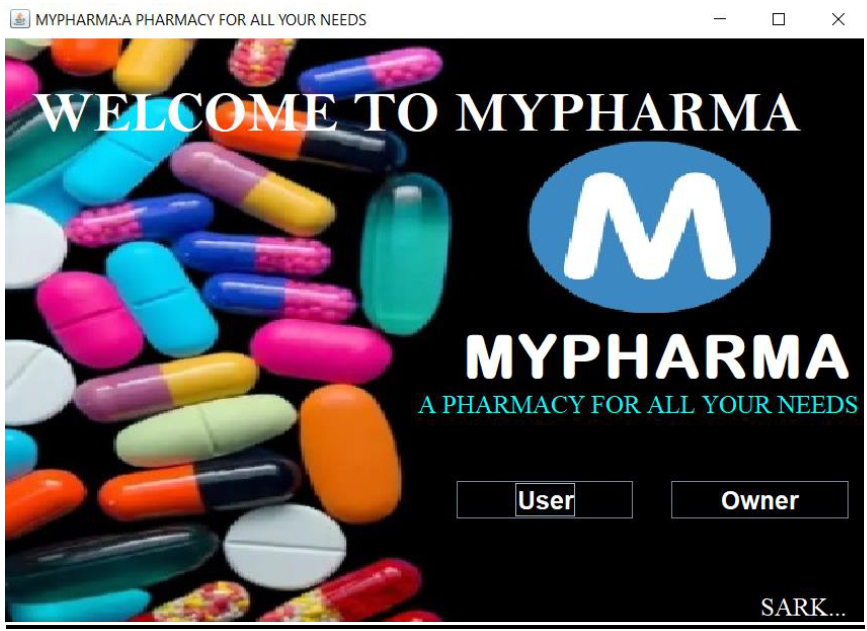 MYPHARMA:A PHARMACY FOR ALL YOUR NEEDS
WELCOME TO MYPHARMA
M
MYPHARMA
A PHARMACY FOR ALL YOUR NEEDS
User Owner
SARK...